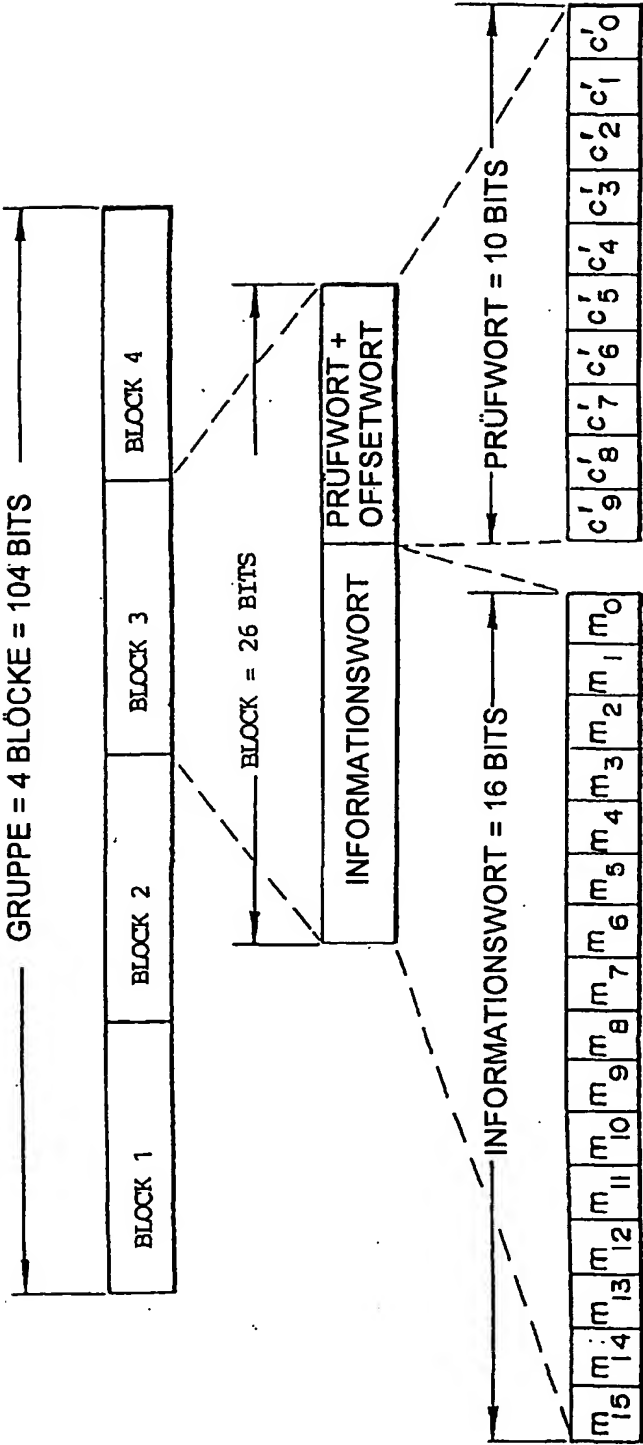 GRUPPE = 4 BLÖCKE = 104 BITS
BLOCK 1 BLOCK 2 BLOCK 3 BLOCK 4
BLOCK = 26 BITS
INFORMATIONSWORT PRÜFWORT +
OFFSETWORT
INFORMATIONSWORT = 16 BITS PRÜFWORT = 10 BITS
m15 m14 m13 m12 m11 m10 m9 m8 m7 m6 m5 m4 m3 m2 m1 m0 c'9 c'8 c'7 c'6 c'5 c'4 c'3 c'2 c'1 c'0